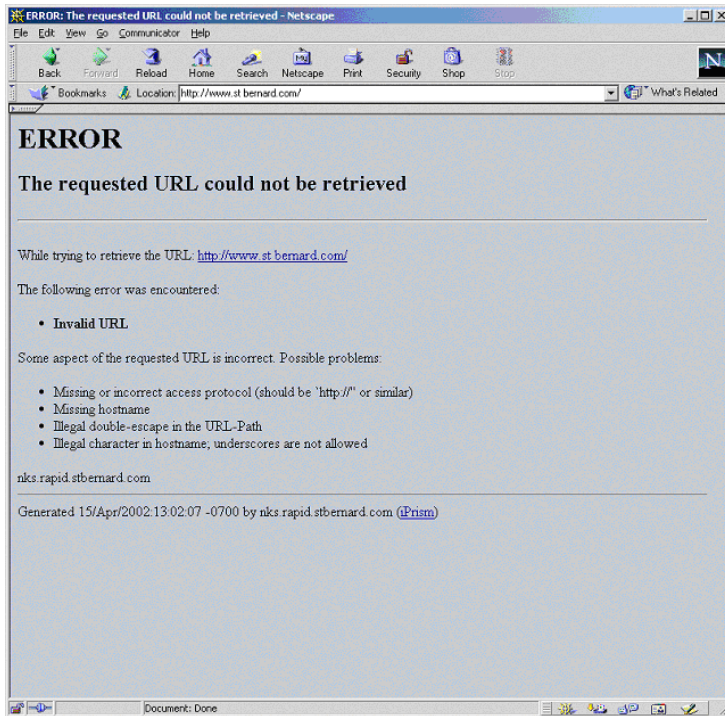 ERROR: The requested URL could not be retrieved - Netscape
File Edit View Go Communicator Help
Back Forward Reload Home Search Netscape Print Security Shop Stop
Bookmarks Location: http://www.st bernard.com/ What's Related
ERROR
The requested URL could not be retrieved
While trying to retrieve the URL: http://www.st bernard.com/
The following error was encountered:
• Invalid URL
Some aspect of the requested URL is incorrect. Possible problems:
• Missing or incorrect access protocol (should be `http://'' or similar)
• Missing hostname
• Illegal double-escape in the URL-Path
• Illegal character in hostname; underscores are not allowed
nks.rapid.stbernard.com
Generated 15/Apr/2002:13:02:07 -0700 by nks.rapid.stbernard.com (iPrism)
Document: Done